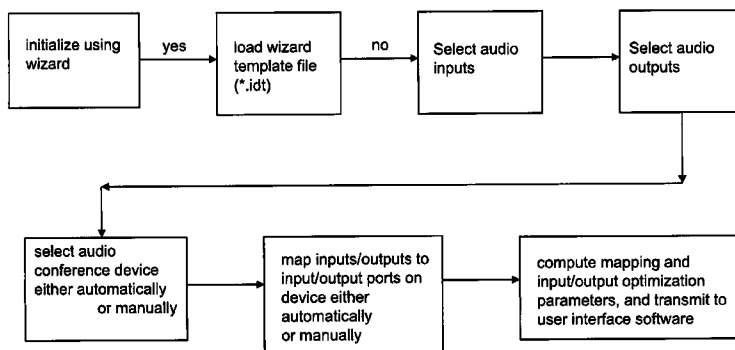 initialize using
wizard
yes
load wizard
template file
(*.idt)
no
Select audio
inputs
Select audio
outputs
select audio
conference device
either automatically
or manually
map inputs/outputs to
input/output ports on
device either
automatically
or manually
compute mapping and
input/output optimization
parameters, and transmit to
user interface software